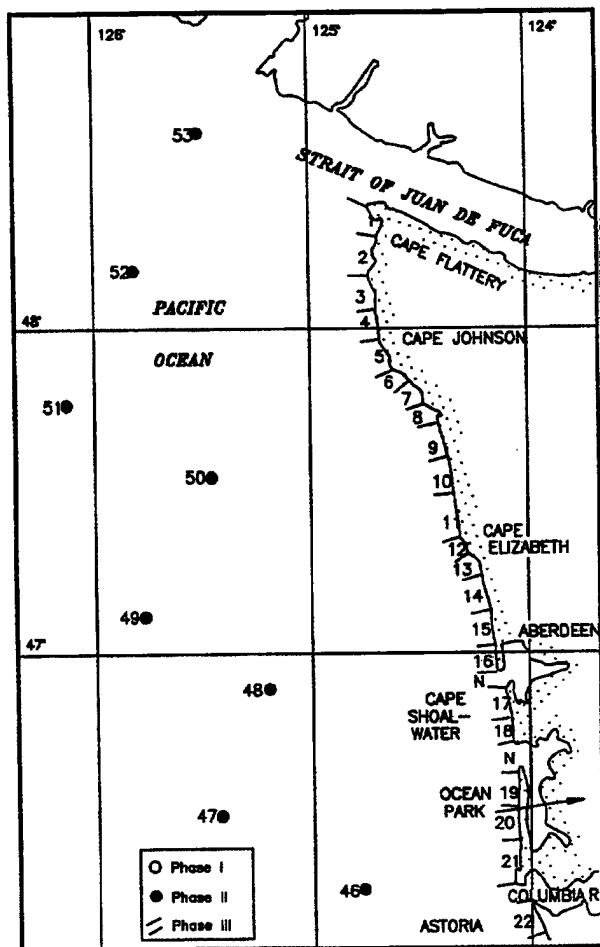 126°
125°
124°
53
STRAIT OF JUAN DE FUCA
1
CAPE FLATTERY
2
52
3
PACIFIC
4
48°
CAPE JOHNSON
OCEAN
5
6
7
51
8
9
50
10
11
CAPE
ELIZABETH
12
13
14
49
15
ABERDEEN
47°
16
N
48
CAPE
SHOAL-
WATER
17
18
N
OCEAN
PARK
19
47
20
21
Phase I
Phase II
Phase III
46
COLUMBIA R
ASTORIA
22